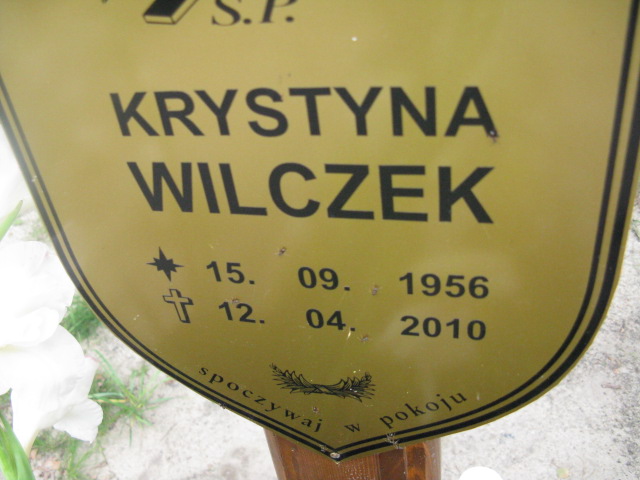 S.P.
KRYSTYNA
WILCZEK
15. 09. 1956
12. 04. 2010
spoczywaj w pokoju